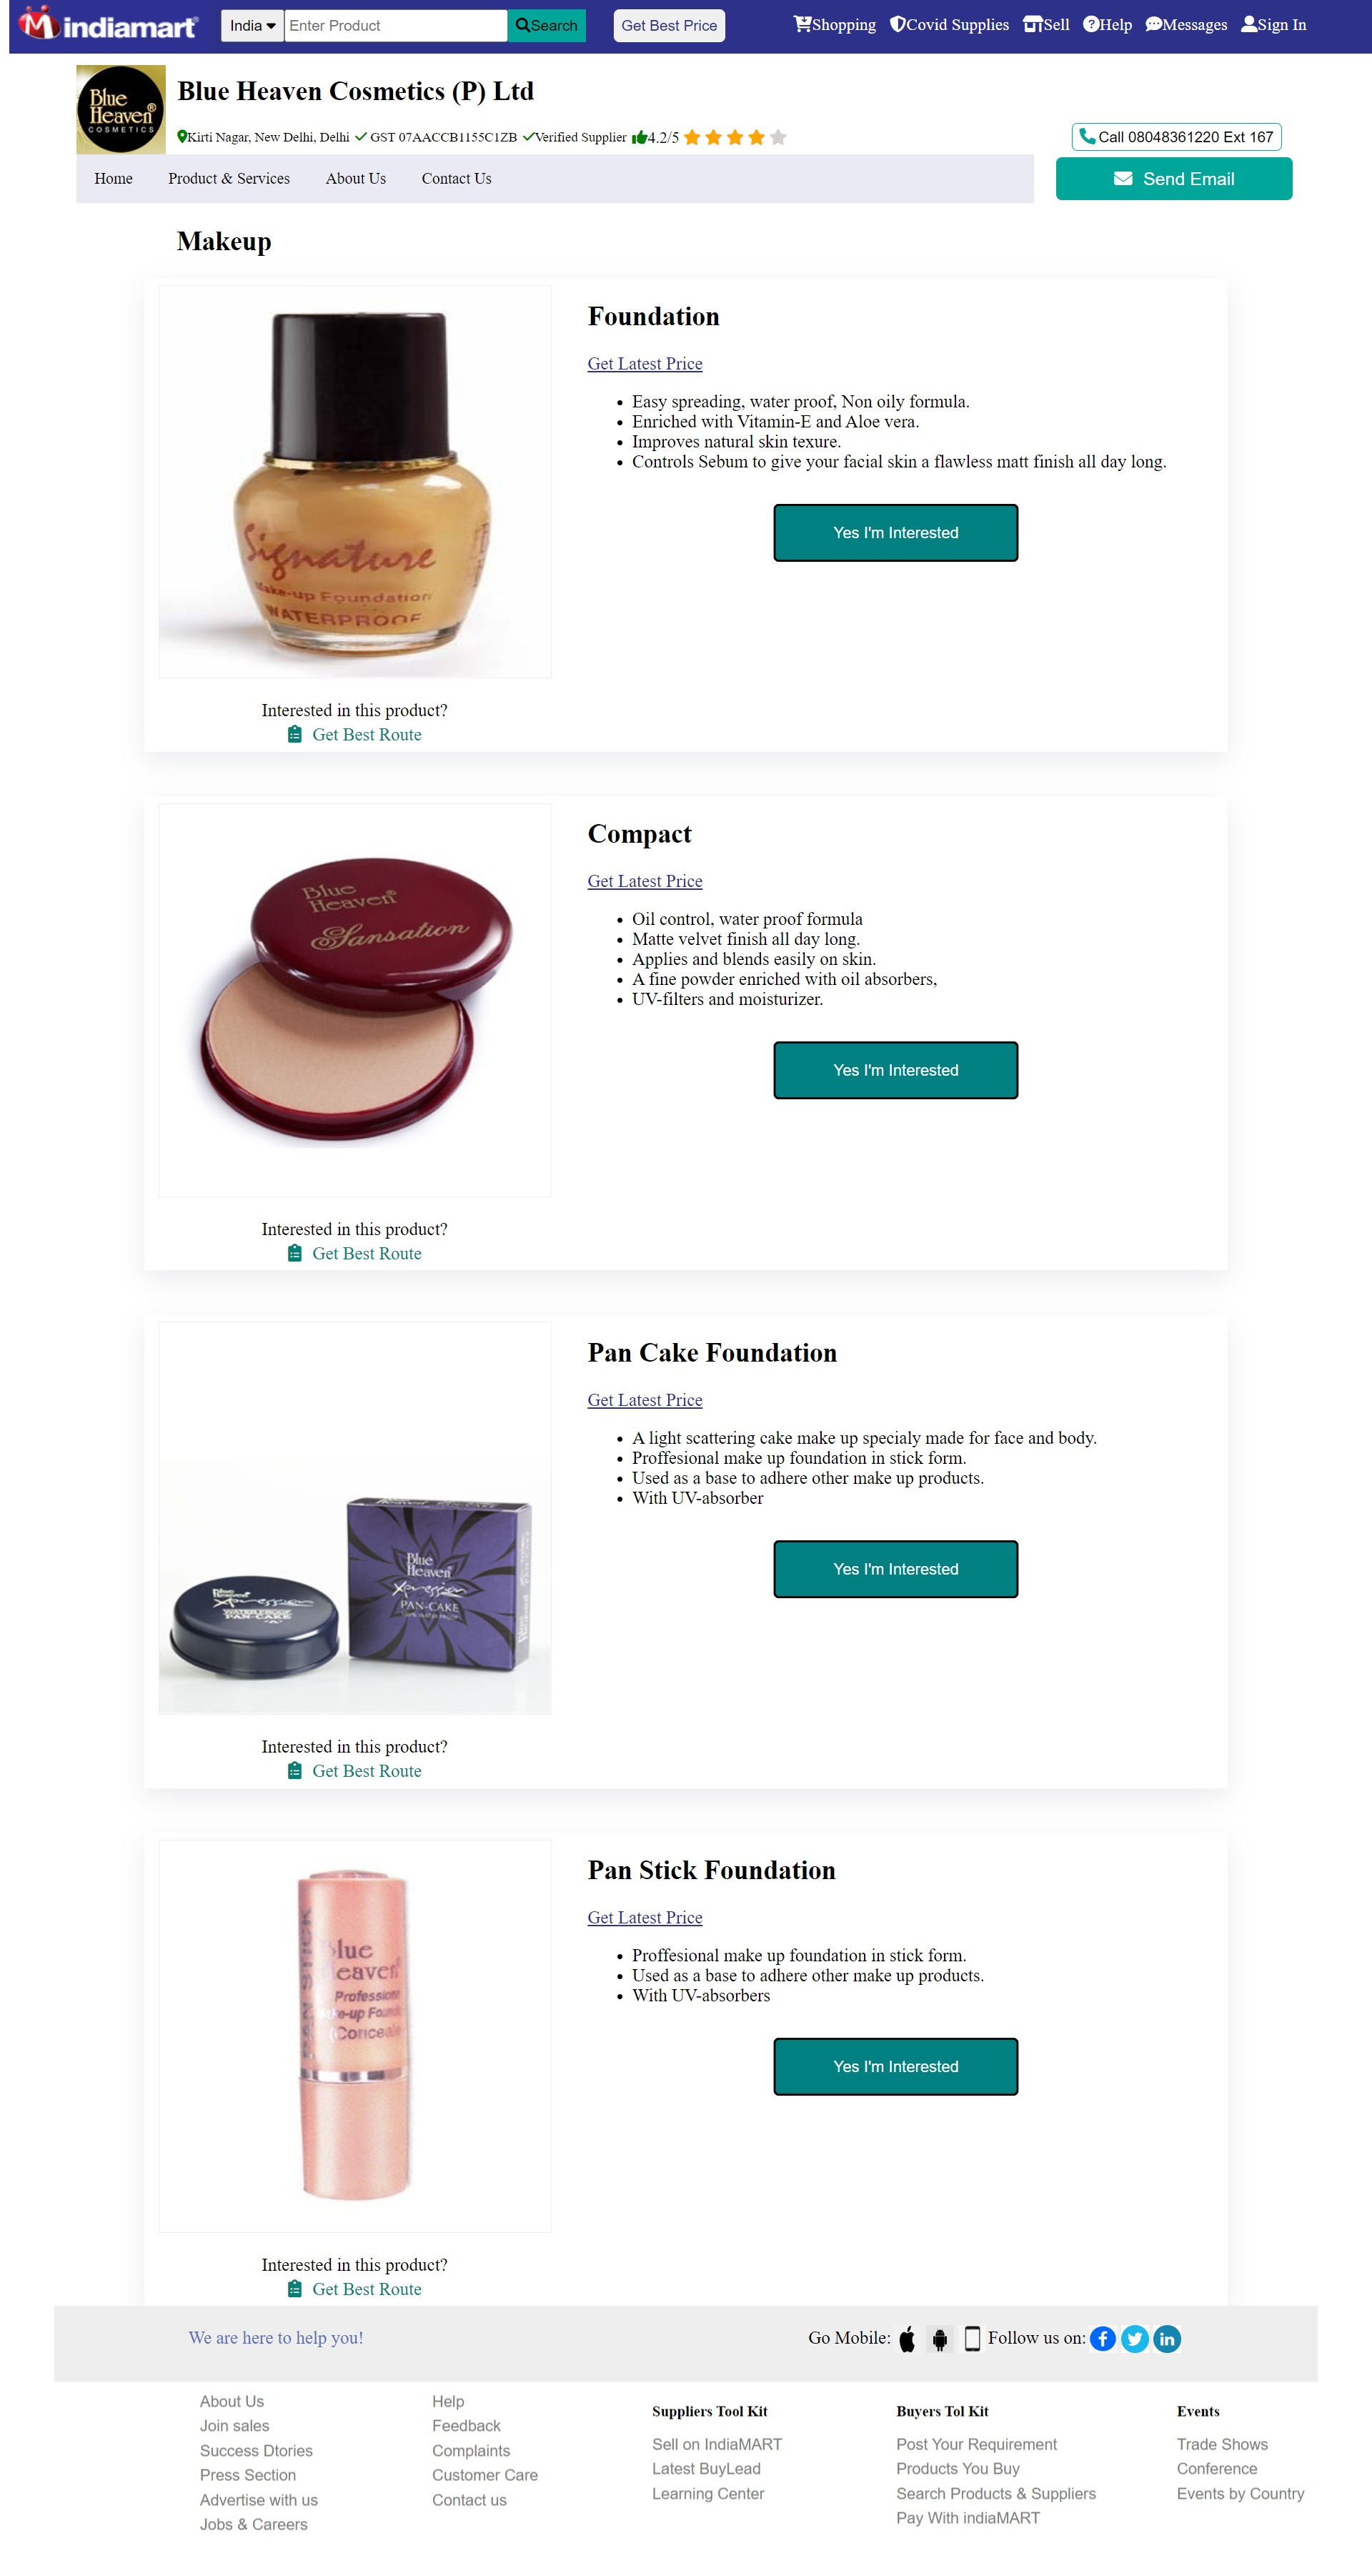 indiamart
India Enter Product Search Get Best Price Shopping Covid Supplies Sell Help Messages Sign In
Blue Heaven® COSMETICS
Blue Heaven Cosmetics (P) Ltd
Kirti Nagar, New Delhi, Delhi GST 07AACCB1155C1ZB Verified Supplier 4.2/5
Call 08048361220 Ext 167
Home Product & Services About Us Contact Us
Send Email
Makeup
Signature
Make-up Foundation
WATERPROOF
Foundation
Get Latest Price
Easy spreading, water proof, Non oily formula.
Enriched with Vitamin-E and Aloe vera.
Improves natural skin texure.
Controls Sebum to give your facial skin a flawless matt finish all day long.
Yes I'm Interested
Interested in this product?
Get Best Route
Blue
Heaven®
Sansation
Compact
Get Latest Price
Oil control, water proof formula
Matte velvet finish all day long.
Applies and blends easily on skin.
A fine powder enriched with oil absorbers,
UV-filters and moisturizer.
Yes I'm Interested
Interested in this product?
Get Best Route
Blue
Heaven
Xpression
WATERPROOF
PAN-CAKE
Blue
Heaven
Xpression
PAN-CAKE
Pan Cake Foundation
Get Latest Price
A light scattering cake make up specialy made for face and body.
Proffesional make up foundation in stick form.
Used as a base to adhere other make up products.
With UV-absorber
Yes I'm Interested
Interested in this product?
Get Best Route
PAN STICK
Blue
Heaven
Pan Stick Foundation
Get Latest Price
Proffesional make up foundation in stick form.
Used as a base to adhere other make up products.
With UV-absorbers
Yes I'm Interested
Interested in this product?
Get Best Route
We are here to help you!
Go Mobile: Follow us on:
About Us
Join sales
Success Dtories
Press Section
Advertise with us
Jobs & Careers
Help
Feedback
Complaints
Customer Care
Contact us
Suppliers Tool Kit
Sell on IndiaMART
Latest BuyLead
Learning Center
Buyers Tol Kit
Post Your Requirement
Products You Buy
Search Products & Suppliers
Pay With indiaMART
Events
Trade Shows
Conference
Events by Country